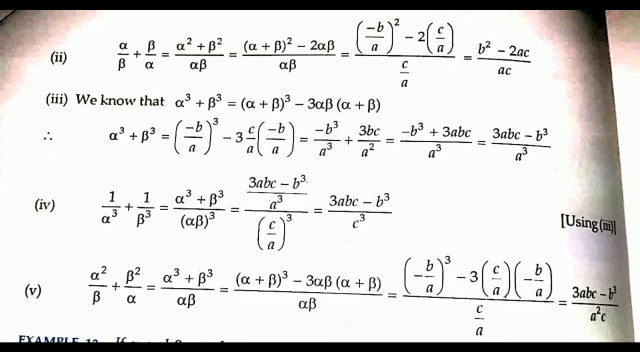 (ii) α/β + β/α = (α² + β²)/αβ = ((α + β)² − 2αβ)/αβ = ((−b/a)² − 2(c/a))/(c/a) = (b² − 2ac)/ac
(iii) We know that α³ + β³ = (α + β)³ − 3αβ (α + β)
∴ α³ + β³ = (−b/a)³ − 3 c/a (−b/a) = −b³/a³ + 3bc/a² = (−b³ + 3abc)/a³ = (3abc − b³)/a³
(iv) 1/α³ + 1/β³ = (α³ + β³)/(αβ)³ = ((3abc − b³)/a³)/(c/a)³ = (3abc − b³)/c³ [Using (iii)]
(v) α²/β + β²/α = (α³ + β³)/αβ = ((α + β)³ − 3αβ (α + β))/αβ = ((−b/a)³ − 3(c/a)(−b/a))/(c/a) = (3abc − b³)/a²c
EXAMPLE